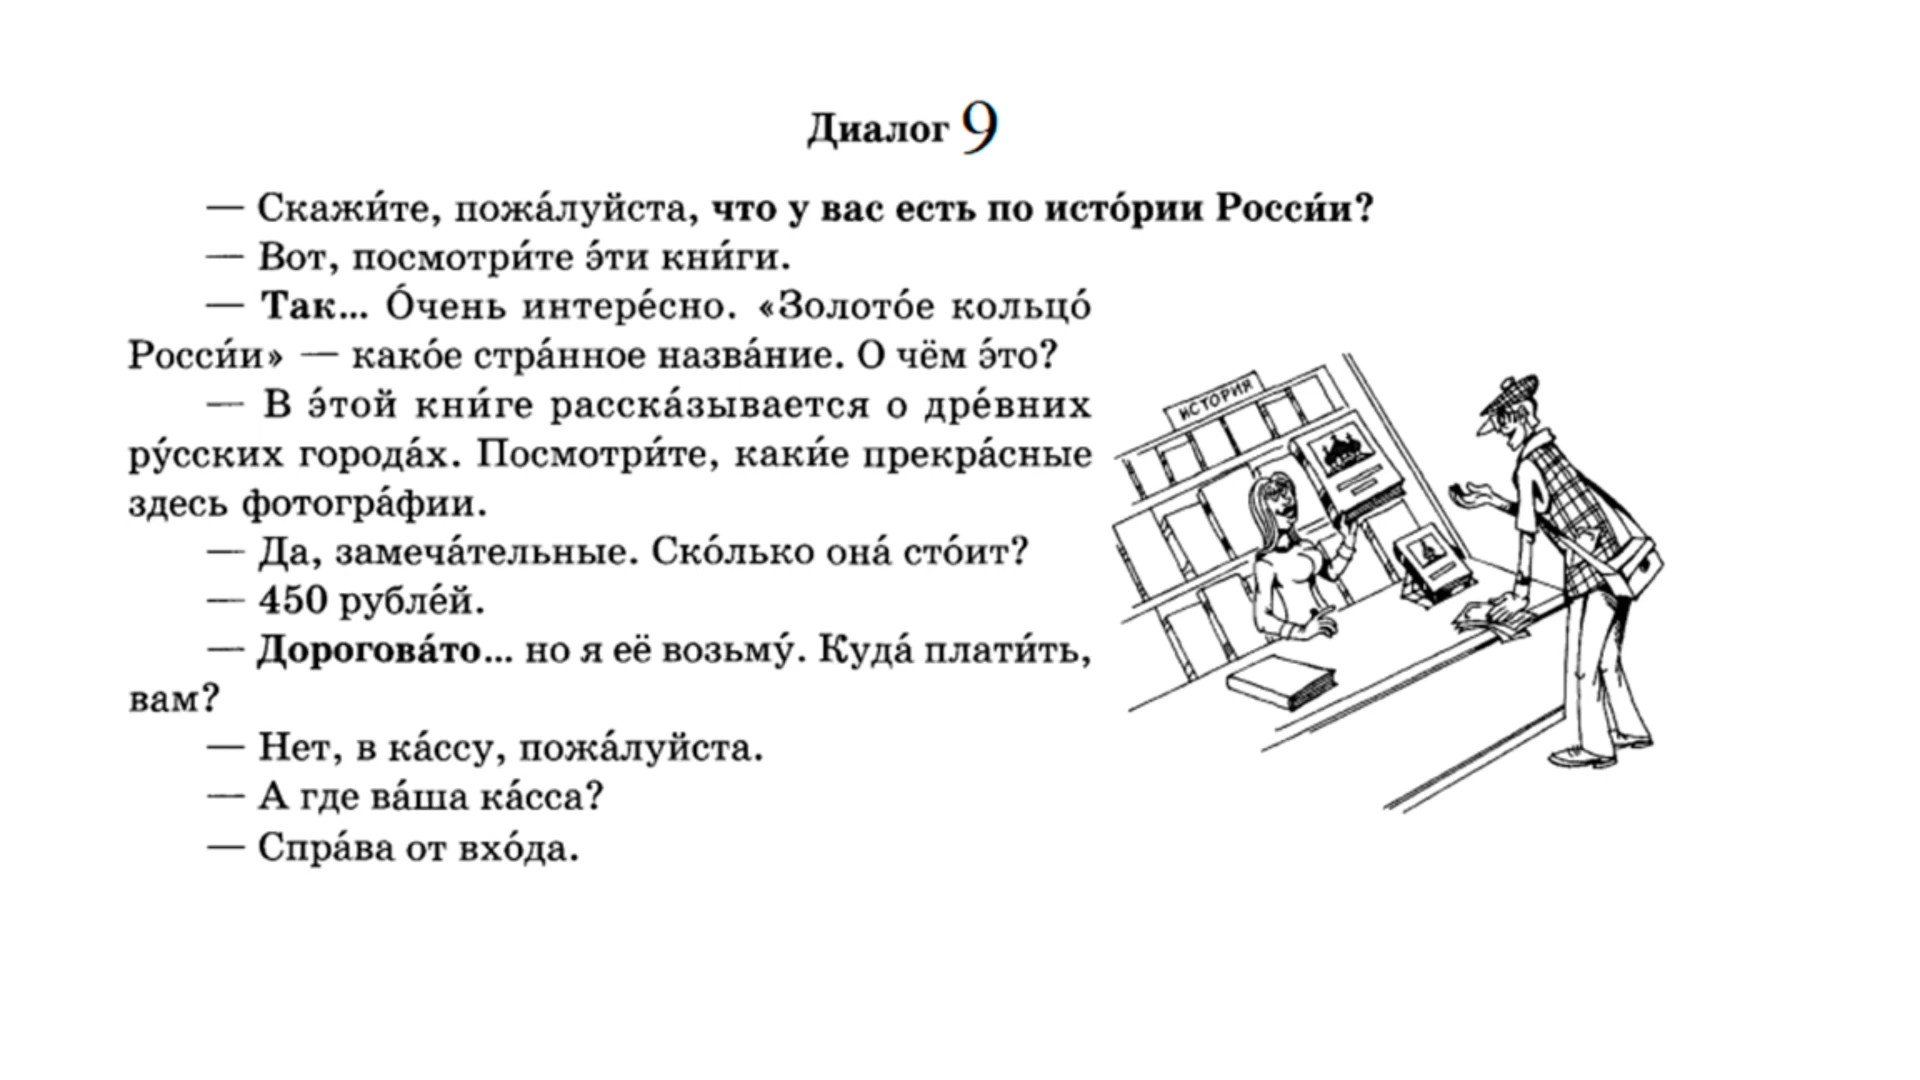 Диалог 9
— Скажи́те, пожа́луйста, что у вас есть по исто́рии Росси́и?
— Вот, посмотри́те э́ти кни́ги.
— Так... О́чень интере́сно. «Золото́е кольцо́
Росси́и» — како́е стра́нное назва́ние. О чём э́то?
— В э́той кни́ге расска́зывается о дре́вних
ру́сских города́х. Посмотри́те, каки́е прекра́сные
здесь фотогра́фии.
— Да, замеча́тельные. Ско́лько она́ сто́ит?
— 450 рубле́й.
— Дорогова́то... но я её возьму́. Куда́ плати́ть,
вам?
— Нет, в ка́ссу, пожа́луйста.
— А где ва́ша ка́сса?
— Спра́ва от вхо́да.
ИСТОРИЯ